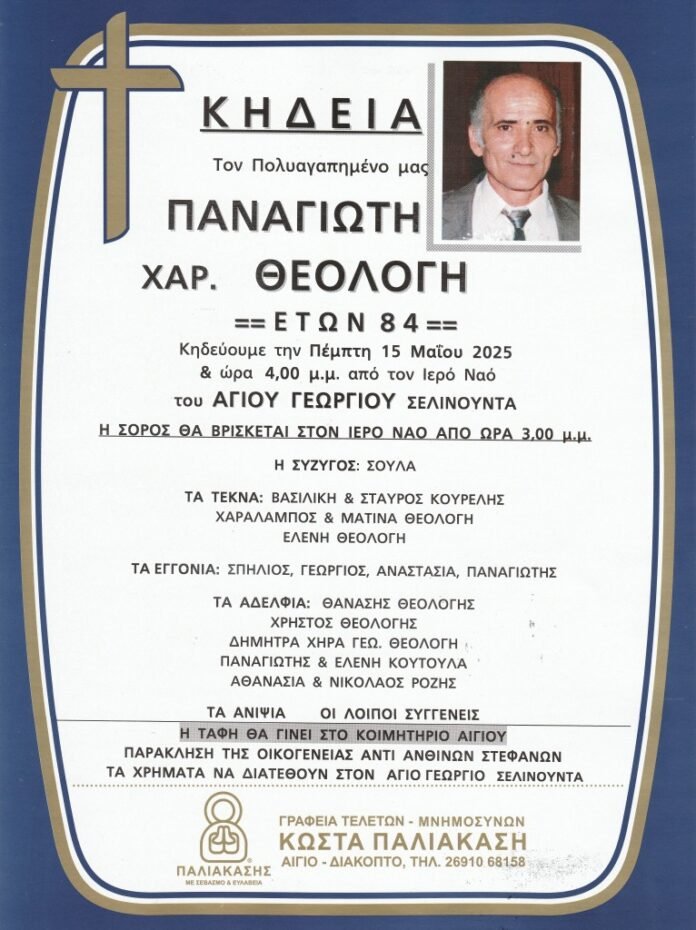 ΚΗΔΕΙΑ
Τον Πολυαγαπημένο μας
ΠΑΝΑΓΙΩΤΗ
ΧΑΡ. ΘΕΟΛΟΓΗ
== ΕΤΩΝ 84 ==
Κηδεύουμε την Πέμπτη 15 Μαΐου 2025
& ώρα 4,00 μ.μ. από τον Ιερό Ναό
του ΑΓΙΟΥ ΓΕΩΡΓΙΟΥ ΣΕΛΙΝΟΥΝΤΑ
Η ΣΟΡΟΣ ΘΑ ΒΡΙΣΚΕΤΑΙ ΣΤΟΝ ΙΕΡΟ ΝΑΟ ΑΠΟ ΩΡΑ 3,00 μ.μ.
Η ΣΥΖΥΓΟΣ: ΣΟΥΛΑ
ΤΑ ΤΕΚΝΑ: ΒΑΣΙΛΙΚΗ & ΣΤΑΥΡΟΣ ΚΟΥΡΕΛΗΣ
ΧΑΡΑΛΑΜΠΟΣ & ΜΑΤΙΝΑ ΘΕΟΛΟΓΗ
ΕΛΕΝΗ ΘΕΟΛΟΓΗ
ΤΑ ΕΓΓΟΝΙΑ: ΣΠΗΛΙΟΣ, ΓΕΩΡΓΙΟΣ, ΑΝΑΣΤΑΣΙΑ, ΠΑΝΑΓΙΩΤΗΣ
ΤΑ ΑΔΕΛΦΙΑ: ΘΑΝΑΣΗΣ ΘΕΟΛΟΓΗΣ
ΧΡΗΣΤΟΣ ΘΕΟΛΟΓΗΣ
ΔΗΜΗΤΡΑ ΧΗΡΑ ΓΕΩ. ΘΕΟΛΟΓΗ
ΠΑΝΑΓΙΩΤΗΣ & ΕΛΕΝΗ ΚΟΥΤΟΥΛΑ
ΑΘΑΝΑΣΙΑ & ΝΙΚΟΛΑΟΣ ΡΟΖΗΣ
ΤΑ ΑΝΙΨΙΑ ΟΙ ΛΟΙΠΟΙ ΣΥΓΓΕΝΕΙΣ
Η ΤΑΦΗ ΘΑ ΓΙΝΕΙ ΣΤΟ ΚΟΙΜΗΤΗΡΙΟ ΑΙΓΙΟΥ
ΠΑΡΑΚΛΗΣΗ ΤΗΣ ΟΙΚΟΓΕΝΕΙΑΣ ΑΝΤΙ ΑΝΘΙΝΩΝ ΣΤΕΦΑΝΩΝ
ΤΑ ΧΡΗΜΑΤΑ ΝΑ ΔΙΑΤΕΘΟΥΝ ΣΤΟΝ ΑΓΙΟ ΓΕΩΡΓΙΟ ΣΕΛΙΝΟΥΝΤΑ
ΓΡΑΦΕΙΑ ΤΕΛΕΤΩΝ - ΜΝΗΜΟΣΥΝΩΝ
ΚΩΣΤΑ ΠΑΛΙΑΚΑΣΗ
ΑΙΓΙΟ - ΔΙΑΚΟΠΤΟ, ΤΗΛ. 26910 68158
ΠΑΛΙΑΚΑΣΗΣ®
ΜΕ ΣΕΒΑΣΜΟ & ΕΥΛΑΒΕΙΑ